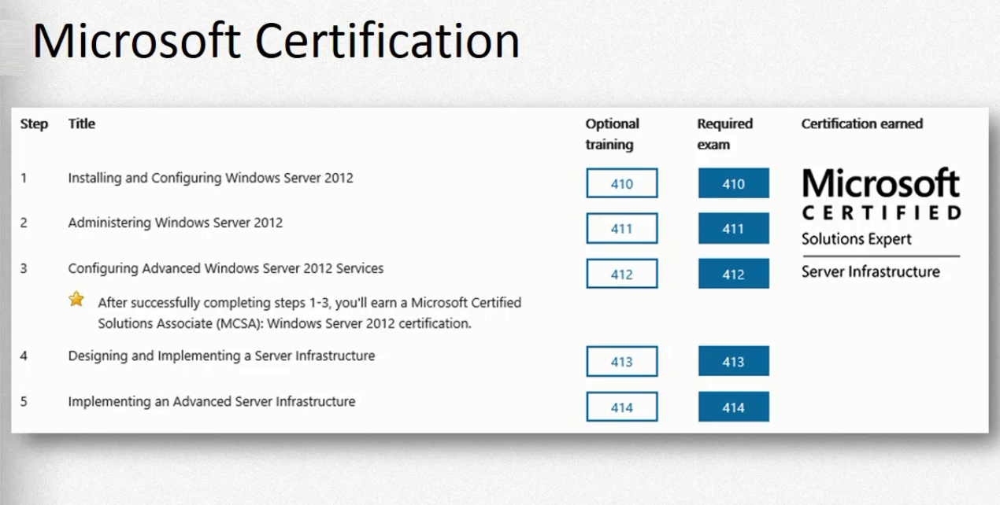 Microsoft Certification
Step Title Optional training Required exam Certification earned
1 Installing and Configuring Windows Server 2012 410 410
2 Administering Windows Server 2012 411 411
3 Configuring Advanced Windows Server 2012 Services 412 412
After successfully completing steps 1-3, you'll earn a Microsoft Certified
Solutions Associate (MCSA): Windows Server 2012 certification.
4 Designing and Implementing a Server Infrastructure 413 413
5 Implementing an Advanced Server Infrastructure 414 414
Microsoft
CERTIFIED
Solutions Expert
Server Infrastructure